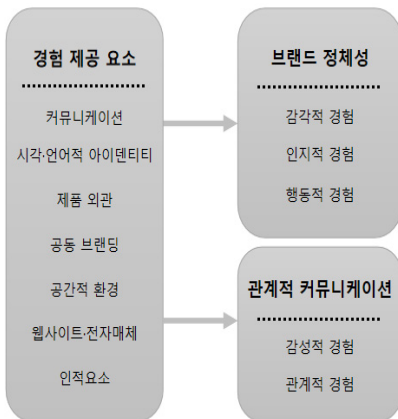 경험 제공 요소
커뮤니케이션
시각·언어적 아이덴티티
제품 외관
공동 브랜딩
공간적 환경
웹사이트·전자매체
인적요소
브랜드 정체성
감각적 경험
인지적 경험
행동적 경험
관계적 커뮤니케이션
감성적 경험
관계적 경험